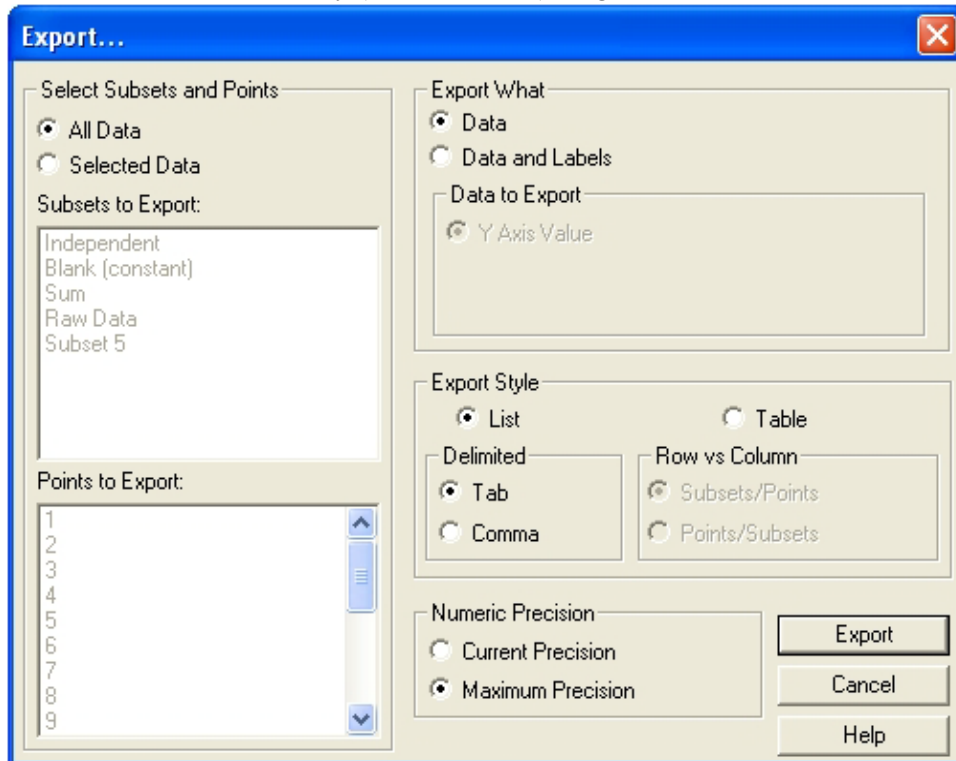 Export...
Select Subsets and Points
All Data
Selected Data
Subsets to Export:
Independent
Blank (constant)
Sum
Raw Data
Subset 5
Points to Export:
1
2
3
4
5
6
7
8
9
Export What
Data
Data and Labels
Data to Export
Y Axis Value
Export Style
List
Table
Delimited
Tab
Comma
Row vs Column
Subsets/Points
Points/Subsets
Numeric Precision
Current Precision
Maximum Precision
Export
Cancel
Help